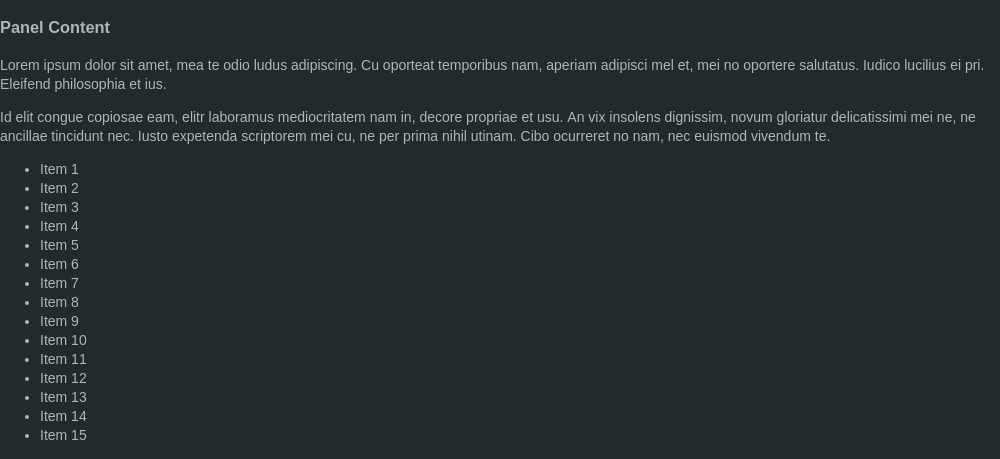 Panel Content
Lorem ipsum dolor sit amet, mea te odio ludus adipiscing. Cu oporteat temporibus nam, aperiam adipisci mel et, mei no oportere salutatus. Iudico lucilius ei pri.
Eleifend philosophia et ius.
Id elit congue copiosae eam, elitr laboramus mediocritatem nam in, decore propriae et usu. An vix insolens dignissim, novum gloriatur delicatissimi mei ne, ne
ancillae tincidunt nec. Iusto expetenda scriptorem mei cu, ne per prima nihil utinam. Cibo ocurreret no nam, nec euismod vivendum te.
• Item 1
• Item 2
• Item 3
• Item 4
• Item 5
• Item 6
• Item 7
• Item 8
• Item 9
• Item 10
• Item 11
• Item 12
• Item 13
• Item 14
• Item 15